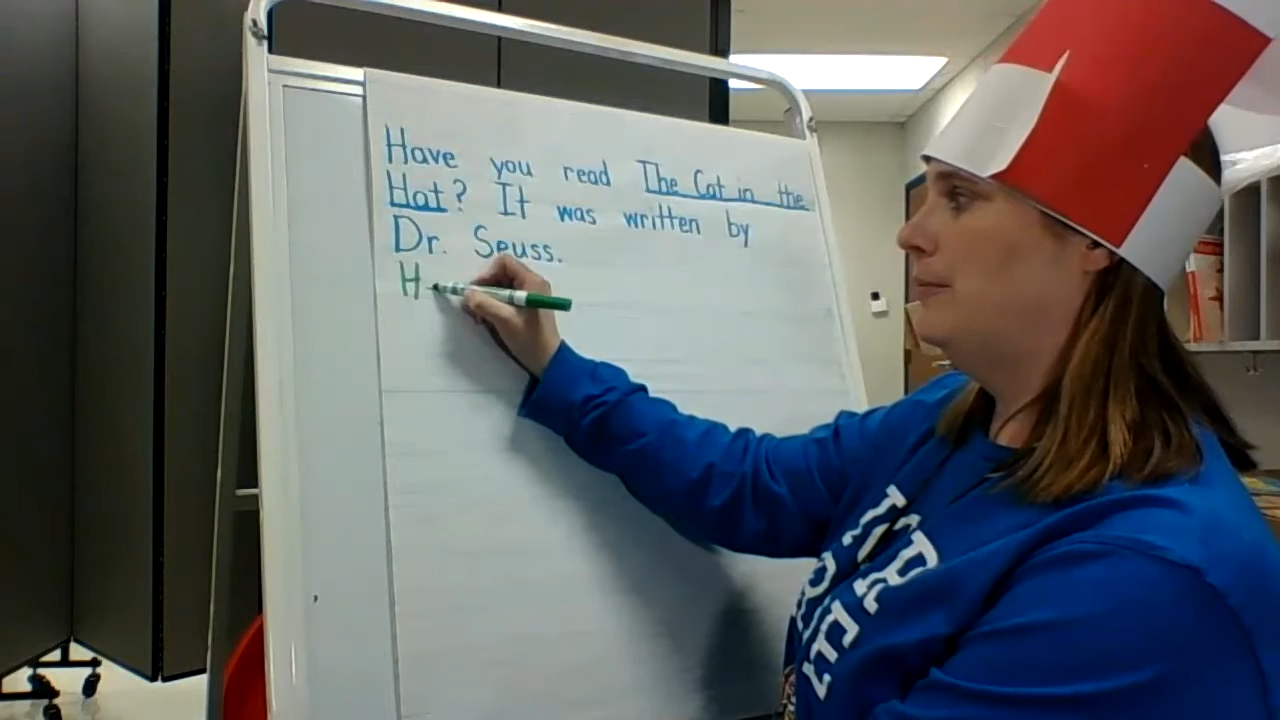 Have you read The Cat in the
Hat? It was written by
Dr. Seuss.
H